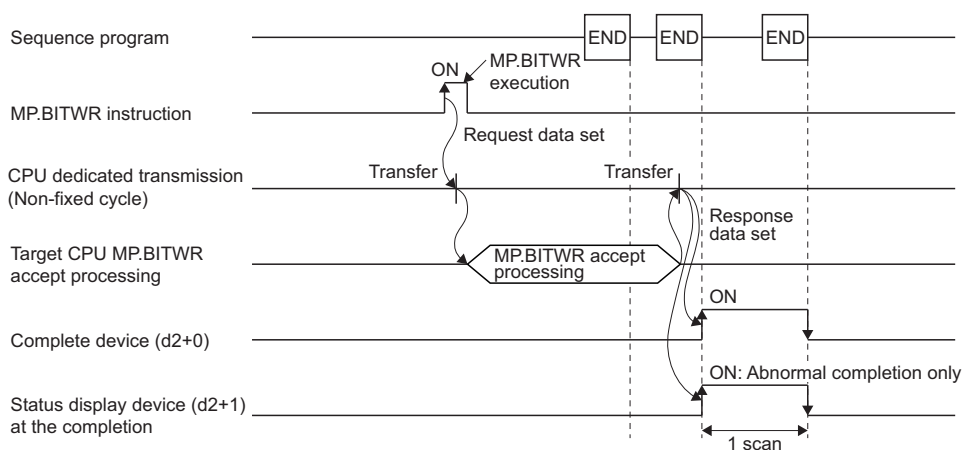 Sequence program
END
END
END
ON
MP.BITWR
execution
MP.BITWR instruction
Request data set
CPU dedicated transmission
(Non-fixed cycle)
Transfer
Transfer
Response
data set
Target CPU MP.BITWR
accept processing
MP.BITWR accept
processing
ON
Complete device (d2+0)
ON: Abnormal completion only
Status display device (d2+1)
at the completion
1 scan